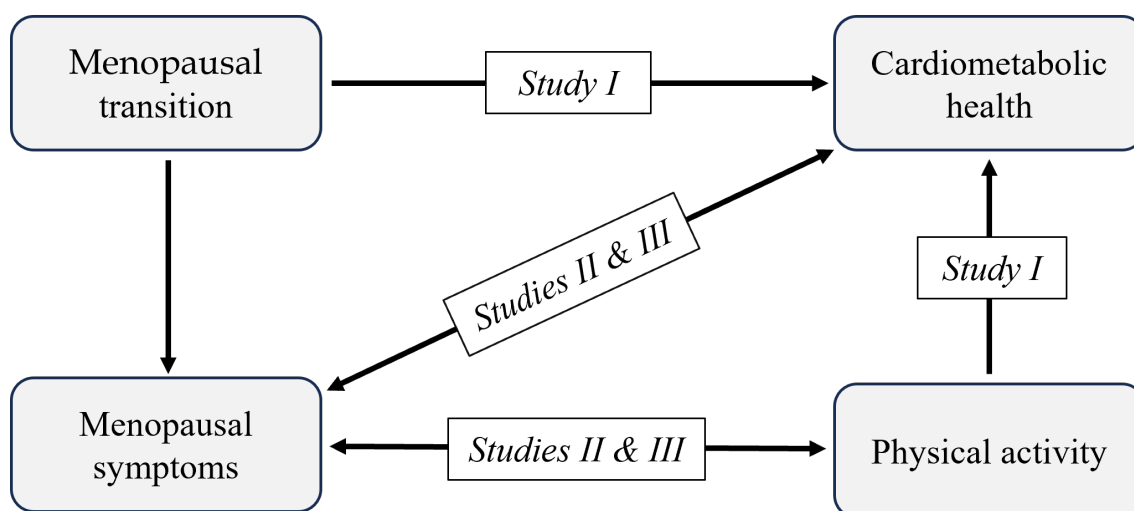 Menopausal
transition
Study I
Cardiometabolic
health
Studies II & III
Study I
Menopausal
symptoms
Studies II & III
Physical activity